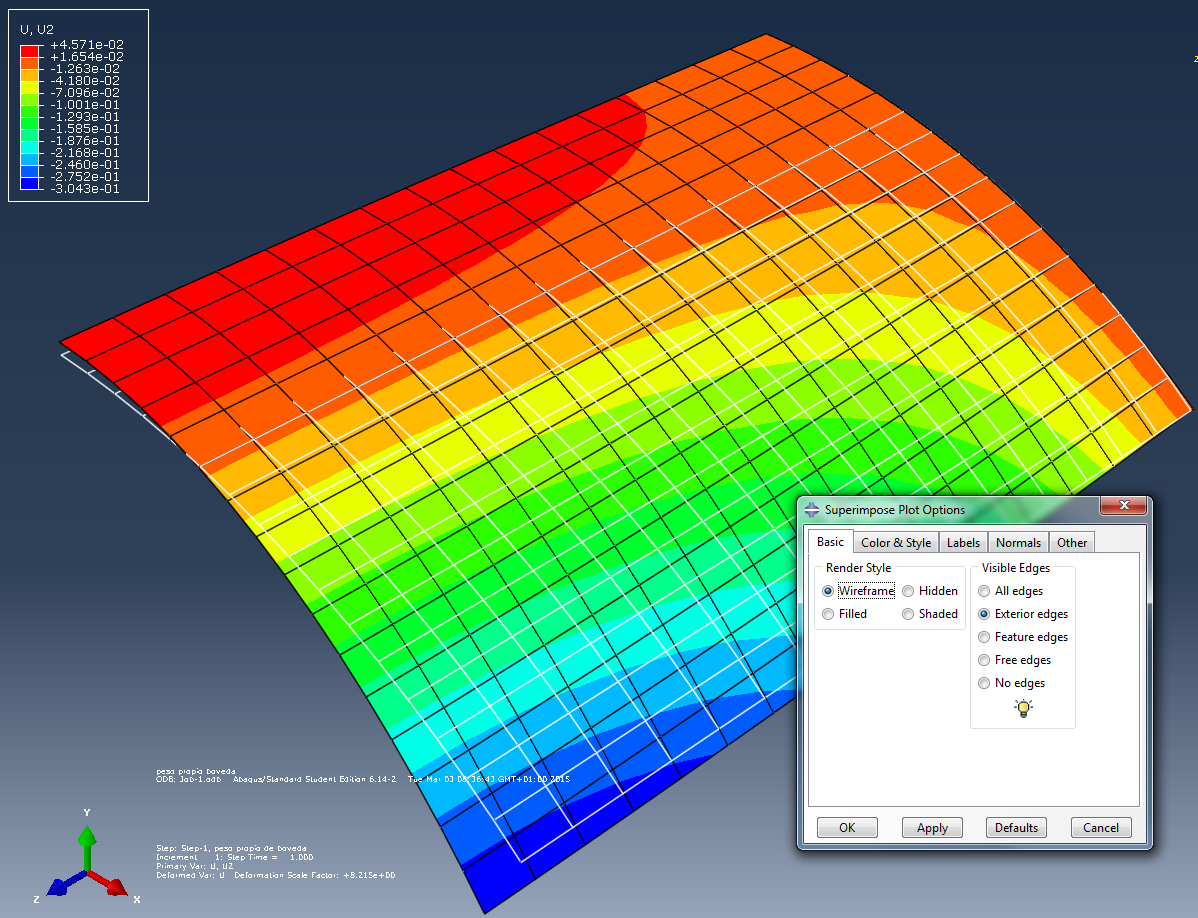 U, U2
+4.571e-02
+1.654e-02
-1.263e-02
-4.180e-02
-7.096e-02
-1.001e-01
-1.293e-01
-1.585e-01
-1.876e-01
-2.168e-01
-2.460e-01
-2.752e-01
-3.043e-01
z
Superimpose Plot Options
Basic Color & Style Labels Normals Other
Render Style
Wireframe Hidden
Filled Shaded
Visible Edges
All edges
Exterior edges
Feature edges
Free edges
No edges
OK Apply Defaults Cancel
peso propio boveda
ODB: Job-1.odb Abaqus/Standard Student Edition 6.14-2 Tue Mar 03 08:36:43 GMT+01:00 2015
Y
Z X
Step: Step-1, peso propio de boveda
Increment 1: Step Time = 1.000
Primary Var: U, U2
Deformed Var: U Deformation Scale Factor: +8.215e+00